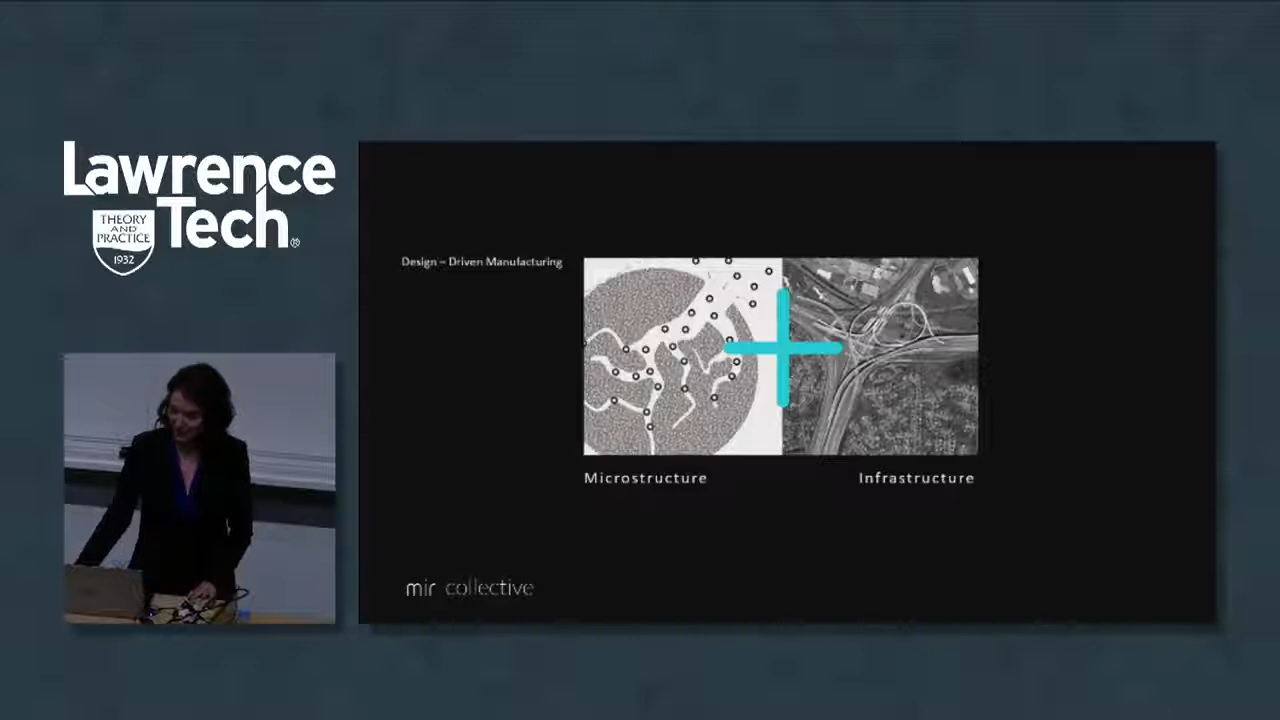 Lawrence
Tech®
THEORY
AND
PRACTICE
1932
Design – Driven Manufacturing
Microstructure
Infrastructure
mir collective